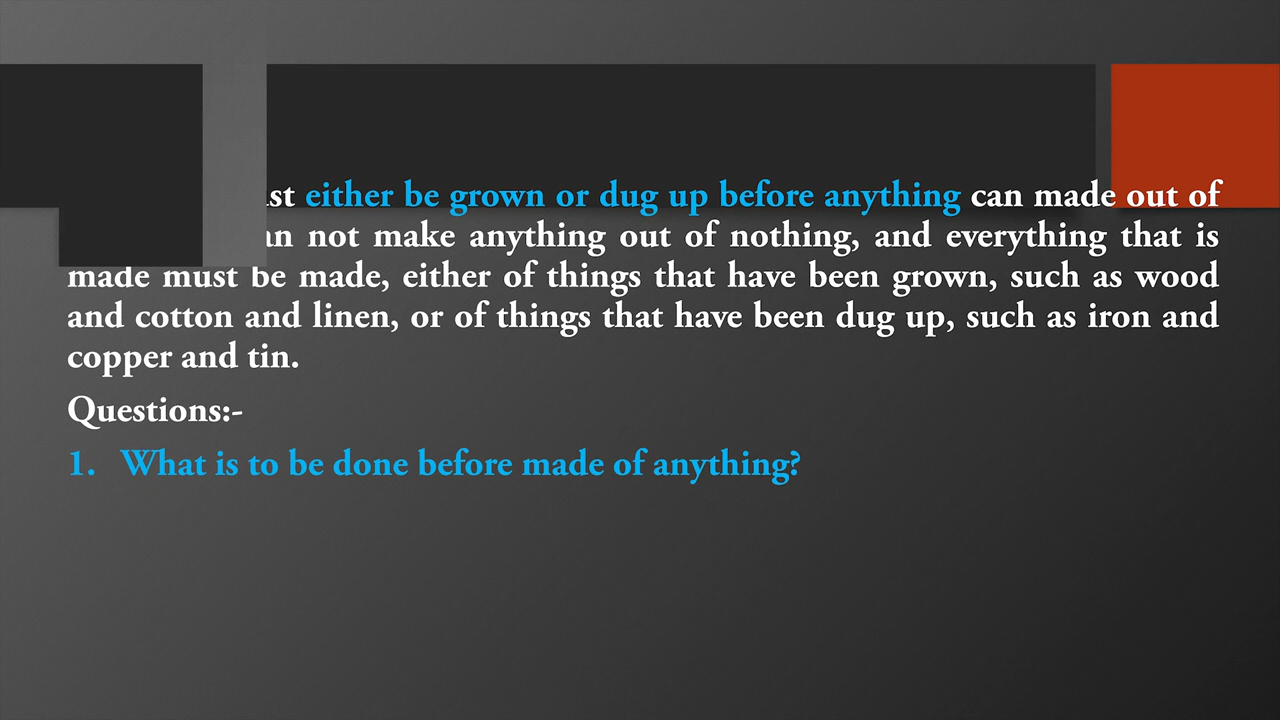 either be grown or dug up before anything can made out of
not make anything out of nothing, and everything that is
made must be made, either of things that have been grown, such as wood
and cotton and linen, or of things that have been dug up, such as iron and
copper and tin.
Questions:-
1. What is to be done before made of anything?